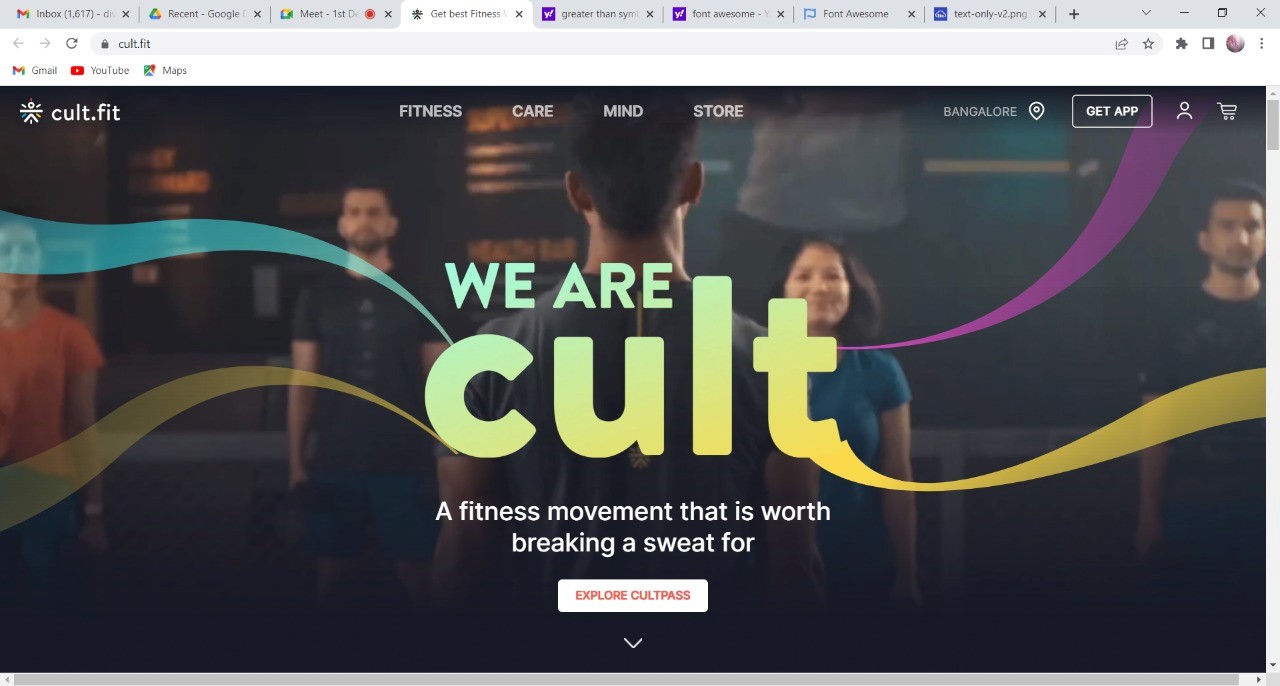 Inbox (1,617) - di
Recent - Google D
Meet - 1st De
Get best Fitness W
greater than symb
font awesome - Y
Font Awesome
text-only-v2.png
cult.fit
Gmail
YouTube
Maps
cult.fit
FITNESS
CARE
MIND
STORE
BANGALORE
GET APP
WE ARE
cult
A fitness movement that is worth
breaking a sweat for
EXPLORE CULTPASS